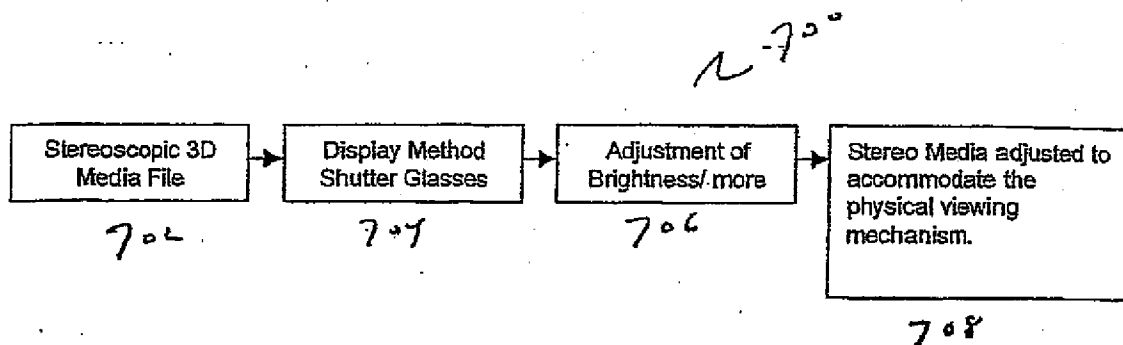 700
Stereoscopic 3D
Media File
Display Method
Shutter Glasses
Adjustment of
Brightness/ more
Stereo Media adjusted to
accommodate the
physical viewing
mechanism.
702
704
706
708